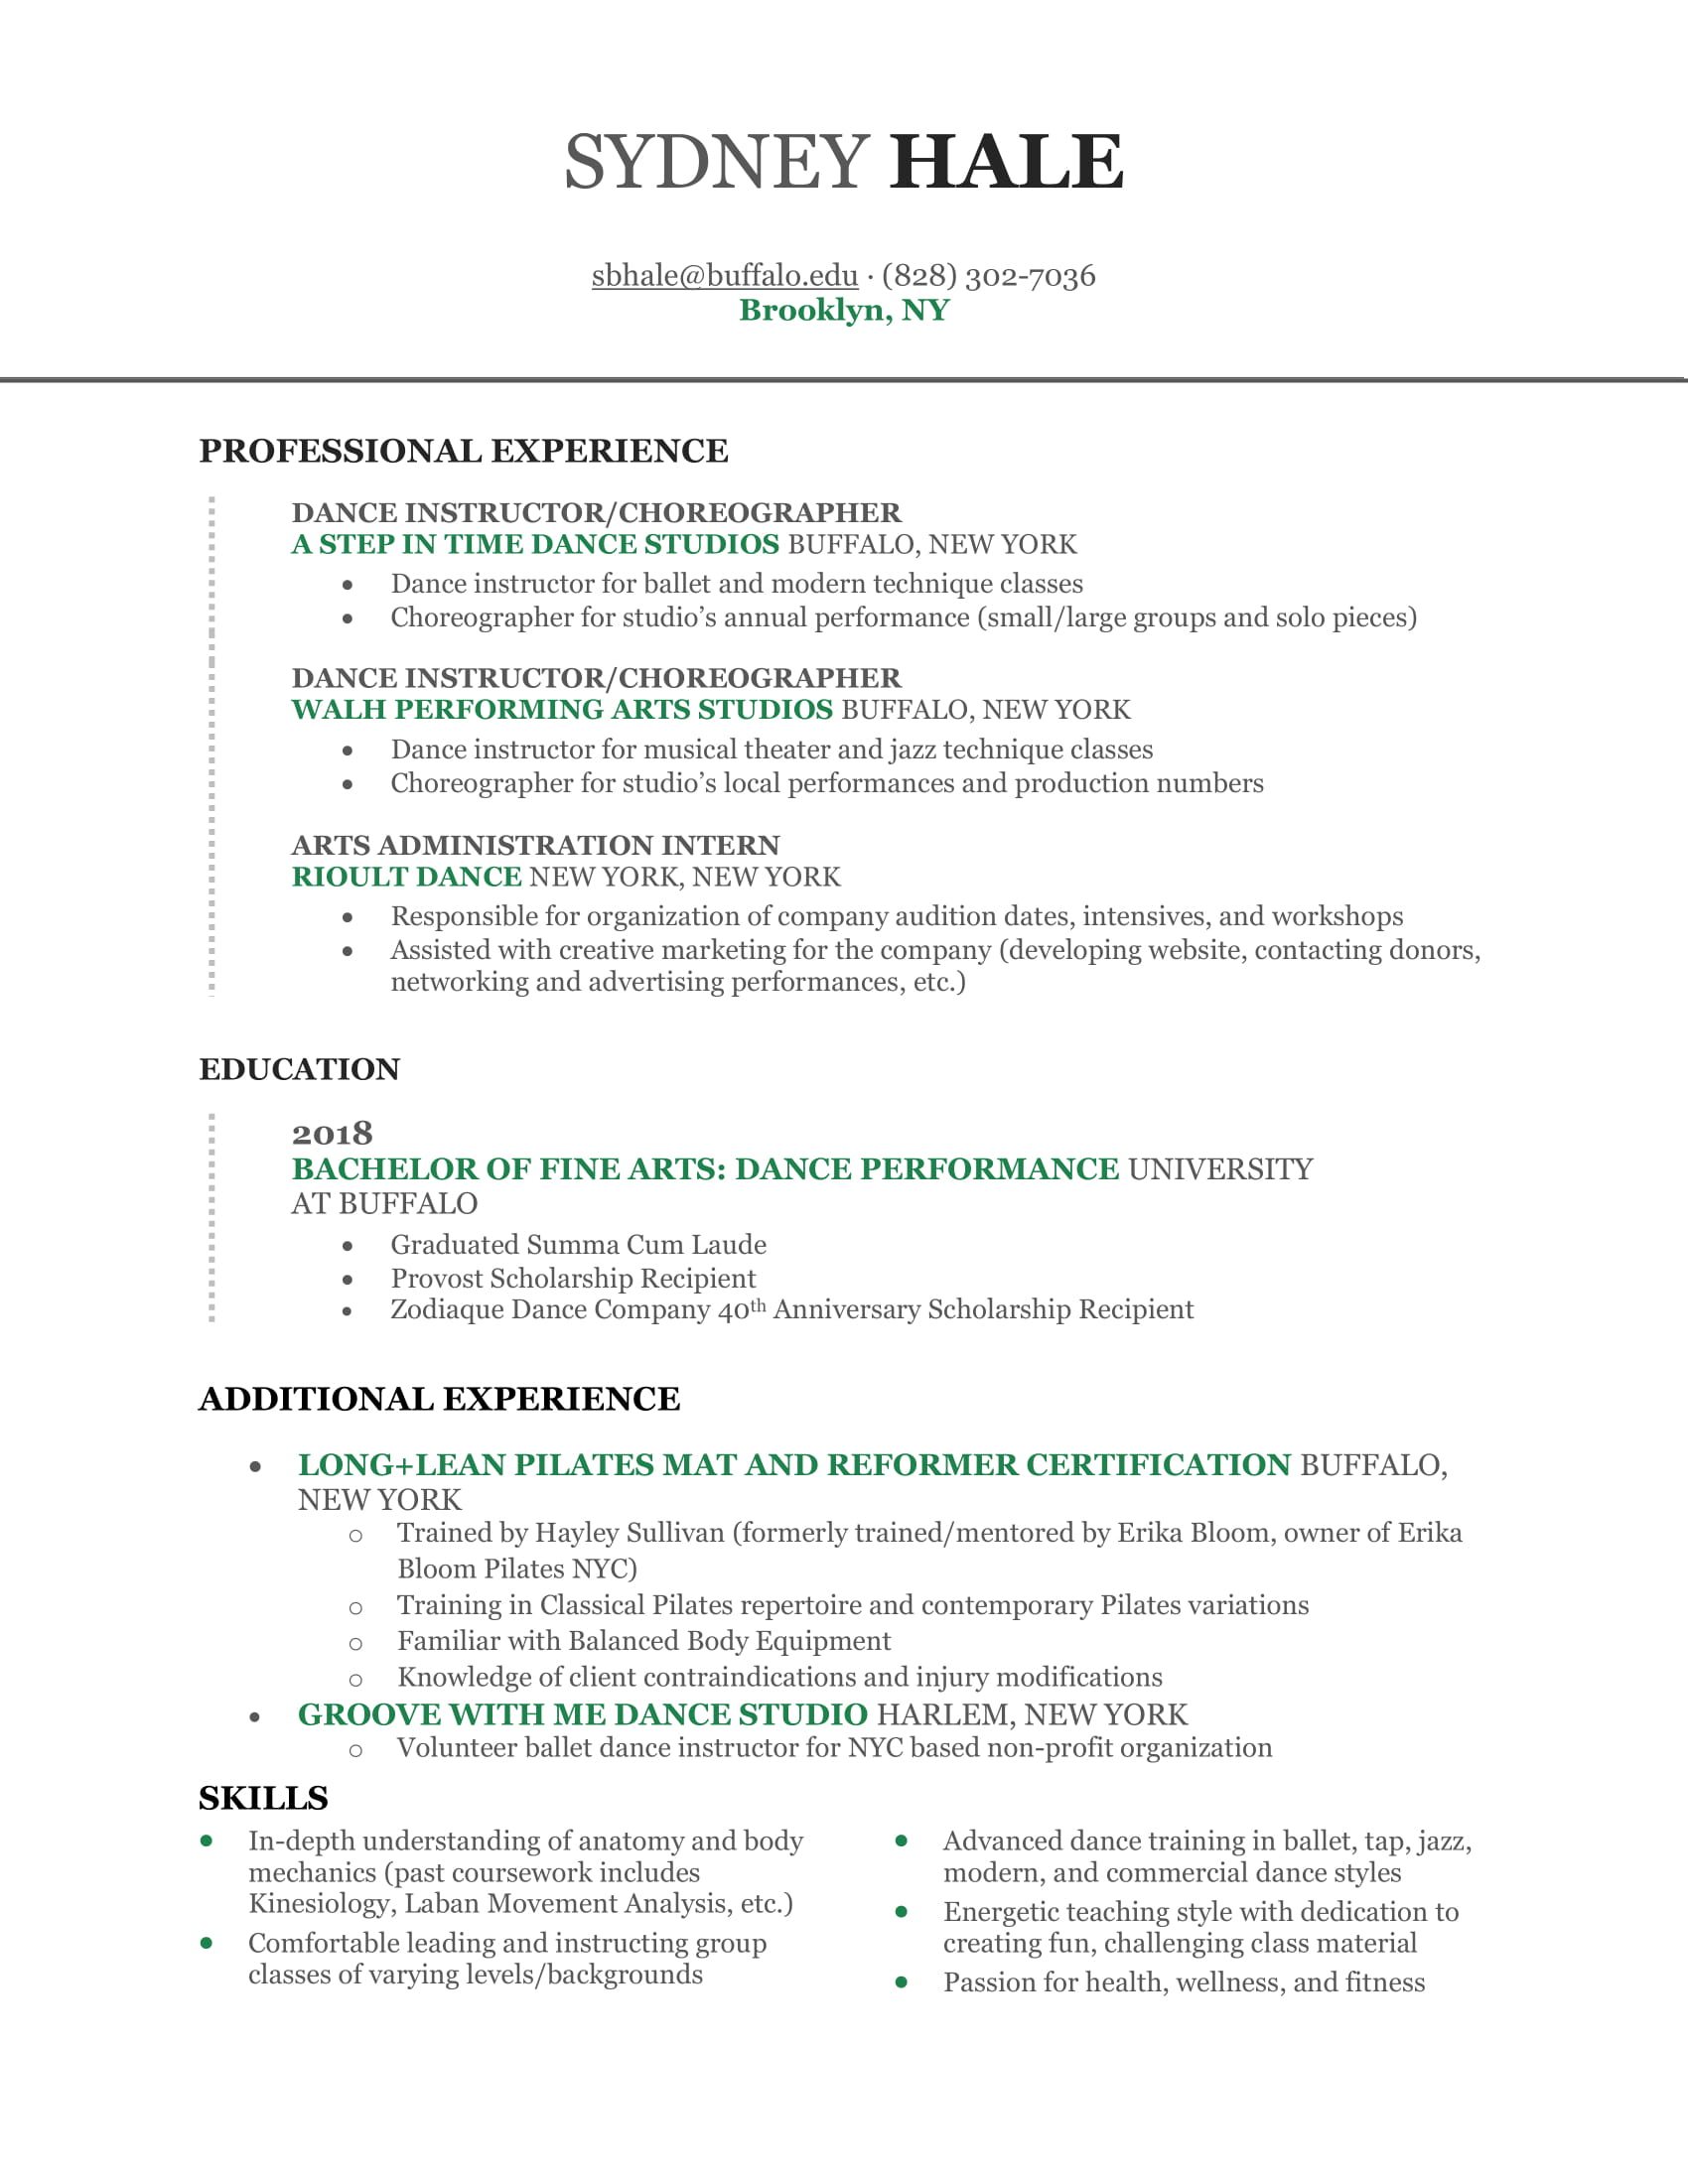 SYDNEY HALE
sbhale@buffalo.edu · (828) 302-7036
Brooklyn, NY
PROFESSIONAL EXPERIENCE
DANCE INSTRUCTOR/CHOREOGRAPHER
A STEP IN TIME DANCE STUDIOS BUFFALO, NEW YORK
• Dance instructor for ballet and modern technique classes
• Choreographer for studio’s annual performance (small/large groups and solo pieces)
DANCE INSTRUCTOR/CHOREOGRAPHER
WALH PERFORMING ARTS STUDIOS BUFFALO, NEW YORK
• Dance instructor for musical theater and jazz technique classes
• Choreographer for studio’s local performances and production numbers
ARTS ADMINISTRATION INTERN
RIOULT DANCE NEW YORK, NEW YORK
• Responsible for organization of company audition dates, intensives, and workshops
• Assisted with creative marketing for the company (developing website, contacting donors,
networking and advertising performances, etc.)
EDUCATION
2018
BACHELOR OF FINE ARTS: DANCE PERFORMANCE UNIVERSITY
AT BUFFALO
• Graduated Summa Cum Laude
• Provost Scholarship Recipient
• Zodiaque Dance Company 40th Anniversary Scholarship Recipient
ADDITIONAL EXPERIENCE
• LONG+LEAN PILATES MAT AND REFORMER CERTIFICATION BUFFALO,
NEW YORK
o Trained by Hayley Sullivan (formerly trained/mentored by Erika Bloom, owner of Erika
Bloom Pilates NYC)
o Training in Classical Pilates repertoire and contemporary Pilates variations
o Familiar with Balanced Body Equipment
o Knowledge of client contraindications and injury modifications
• GROOVE WITH ME DANCE STUDIO HARLEM, NEW YORK
o Volunteer ballet dance instructor for NYC based non-profit organization
SKILLS
• In-depth understanding of anatomy and body
mechanics (past coursework includes
Kinesiology, Laban Movement Analysis, etc.)
• Comfortable leading and instructing group
classes of varying levels/backgrounds
• Advanced dance training in ballet, tap, jazz,
modern, and commercial dance styles
• Energetic teaching style with dedication to
creating fun, challenging class material
• Passion for health, wellness, and fitness